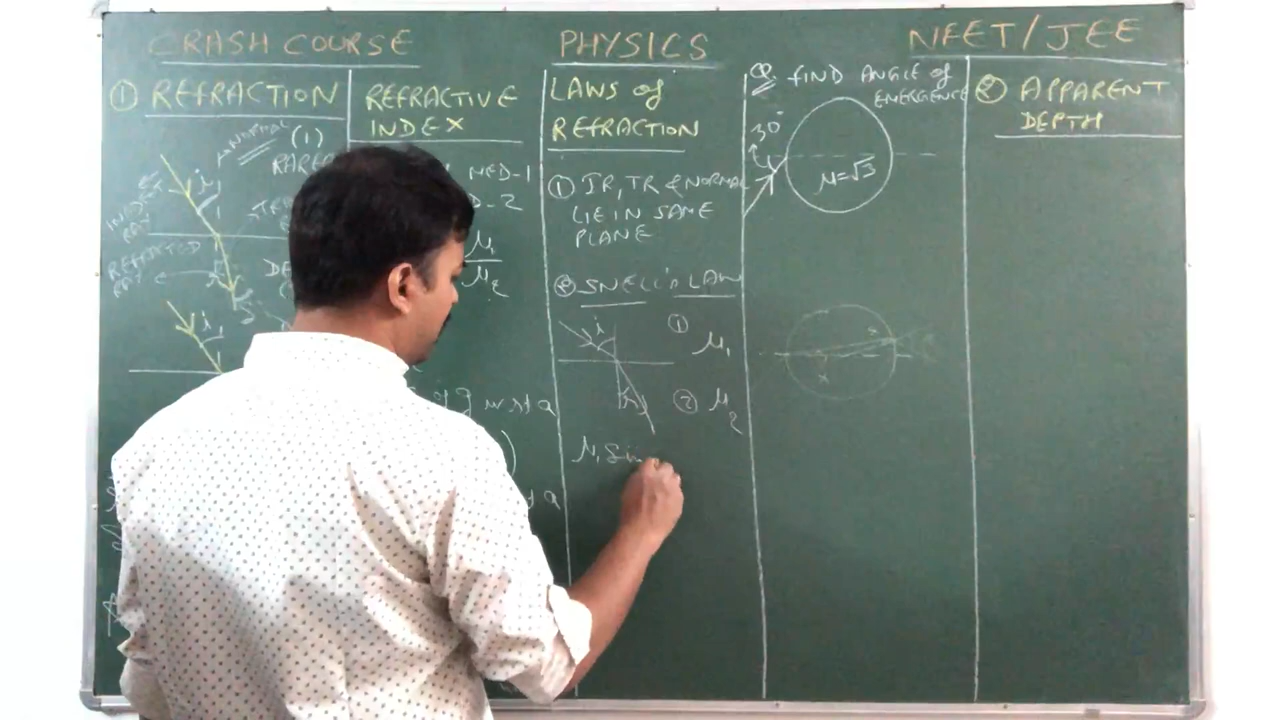 CRASH COURSE
PHYSICS
NEET/JEE
① REFRACTION
NORMAL
(1)
RARER
INCIDENT
RAY
i
REFRACTED
RAY
i
REFRACTIVE
INDEX
MED-1
D-2
μ₁
μ₂
of g wrt a
LAWS of
REFRACTION
① IR, TR & NORMAL
LIE IN SAME
PLANE
② SNELL'S LAW
i
① μ₁
② μ₂
μ₁ Sin
Q. FIND ANGLE of
EMERGENCE
30°
μ=√3
② APPARENT
DEPTH